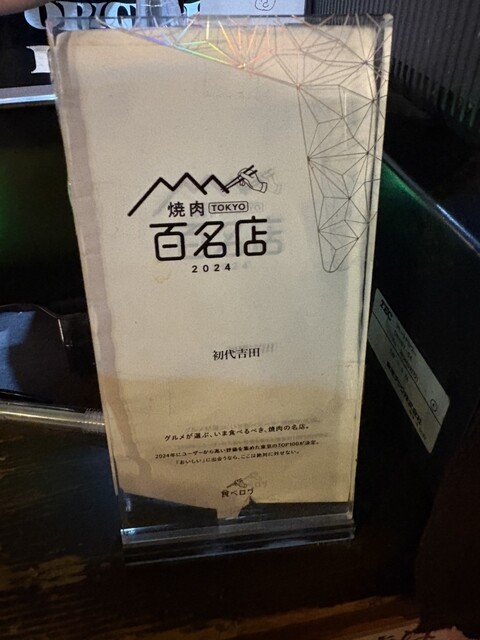 ORIGINAL
焼肉 TOKYO
百名店
2024
初代吉田
グルメが選ぶ、いま食べるべき、焼肉の名店。
2024年にユーザーから高い評価を集めた東京のTOP100が決定。
「おいしい」に出会うなら、ここは絶対に外せない。
食べログ